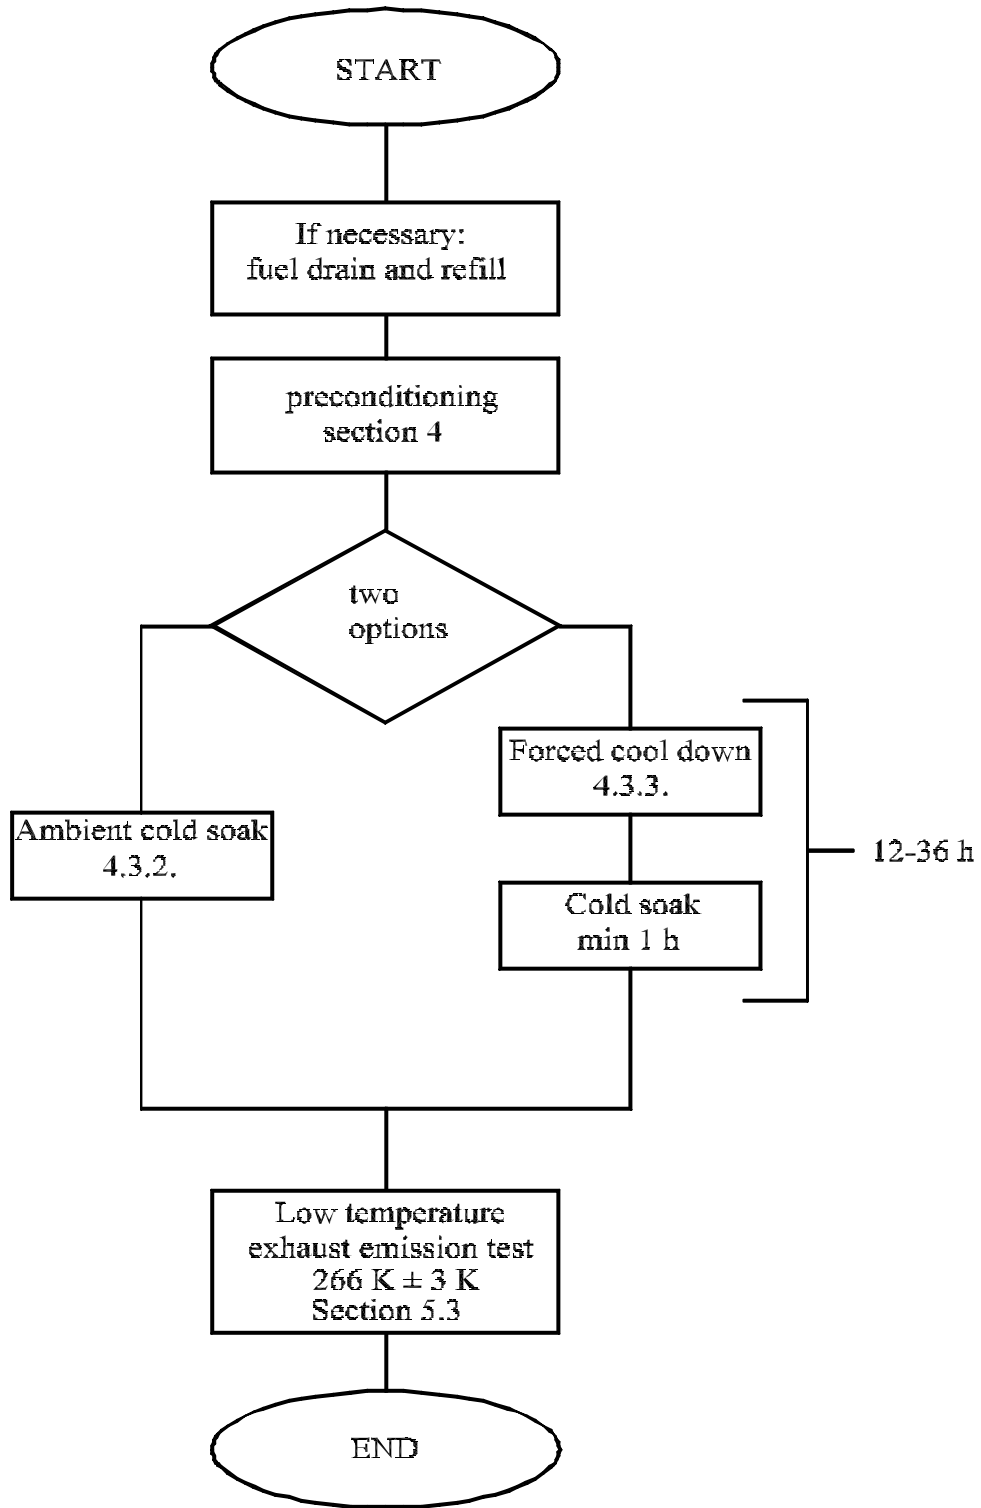 START
If necessary:
fuel drain and refill
preconditioning
section 4
two
options
Forced cool down
4.3.3.
Ambient cold soak
4.3.2.
12-36 h
Cold soak
min 1 h
Low temperature
exhaust emission test
266 K ± 3 K
Section 5.3
END